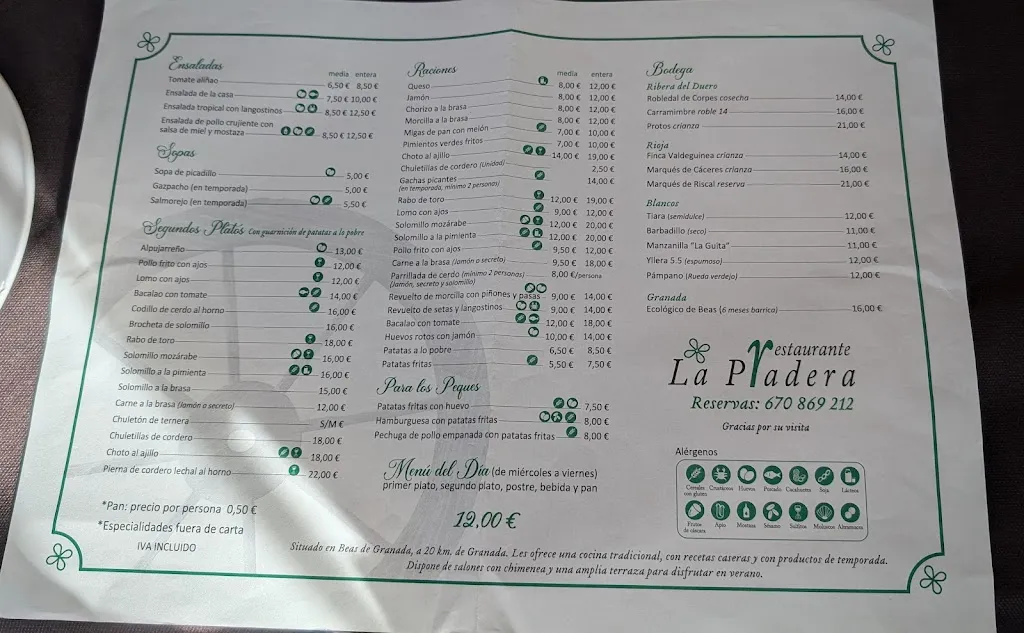 Ensaladas
media entera
Tomate aliñao 6,50 € 8,50 €
Ensalada de la casa 7,50 € 10,00 €
Ensalada tropical con langostinos 8,50 € 12,50 €
Ensalada de pollo crujiente con
salsa de miel y mostaza 8,50 € 12,50 €
Sopas
Sopa de picadillo 5,00 €
Gazpacho (en temporada) 5,00 €
Salmorejo (en temporada) 5,50 €
Segundos Platos Con guarnición de patatas a lo pobre
Alpujarreño 13,00 €
Pollo frito con ajos 12,00 €
Lomo con ajos 12,00 €
Bacalao con tomate 14,00 €
Codillo de cerdo al horno 16,00 €
Brocheta de solomillo 16,00 €
Rabo de toro 18,00 €
Solomillo mozárabe 16,00 €
Solomillo a la pimienta 16,00 €
Solomillo a la brasa 15,00 €
Carne a la brasa (Jamón o secreto) 12,00 €
Chuletón de ternera S/M €
Chuletillas de cordero 18,00 €
Choto al ajillo 18,00 €
Pierna de cordero lechal al horno 22,00 €
*Pan: precio por persona 0,50 €
*Especialidades fuera de carta
IVA INCLUIDO
Raciones
media entera
Queso 8,00 € 12,00 €
Jamón 8,00 € 12,00 €
Chorizo a la brasa 8,00 € 12,00 €
Morcilla a la brasa 8,00 € 12,00 €
Migas de pan con melón 7,00 € 10,00 €
Pimientos verdes fritos 7,00 € 10,00 €
Choto al ajillo 14,00 € 19,00 €
Chuletillas de cordero (Unidad) 2,50 €
Gachas picantes 14,00 €
(en temporada, mínimo 2 personas)
Rabo de toro 12,00 € 19,00 €
Lomo con ajos 9,00 € 12,00 €
Solomillo mozárabe 12,00 € 20,00 €
Solomillo a la pimienta 12,00 € 20,00 €
Pollo frito con ajos 9,50 € 12,00 €
Carne a la brasa (Jamón o secreto) 9,50 € 18,00 €
Parrillada de cerdo (mínimo 2 personas) 8,00 €/persona
(Jamón, secreto y solomillo)
Revuelto de morcilla con piñones y pasas 9,00 € 14,00 €
Revuelto de setas y langostinos 9,00 € 14,00 €
Bacalao con tomate 12,00 € 18,00 €
Huevos rotos con jamón 10,00 € 14,00 €
Patatas a lo pobre 6,50 € 8,50 €
Patatas fritas 5,50 € 7,50 €
Para los Peques
Patatas fritas con huevo 7,50 €
Hamburguesa con patatas fritas 8,00 €
Pechuga de pollo empanada con patatas fritas 8,00 €
Menú del Día (de miércoles a viernes)
primer plato, segundo plato, postre, bebida y pan
12,00 €
Bodega
Ribera del Duero
Robledal de Corpes cosecha 14,00 €
Carramimbre roble 14 16,00 €
Protos crianza 21,00 €
Rioja
Finca Valdeguinea crianza 14,00 €
Marqués de Cáceres crianza 16,00 €
Marqués de Riscal reserva 21,00 €
Blancos
Tiara (semidulce) 12,00 €
Barbadillo (seco) 11,00 €
Manzanilla "La Guita" 11,00 €
Yllera 5.5 (espumoso) 12,00 €
Pámpano (Rueda verdejo) 12,00 €
Granada
Ecológico de Beas (6 meses barrica) 16,00 €
restaurante
La Pradera
Reservas: 670 869 212
Gracias por su visita
Alérgenos
Cereales con gluten Crustáceos Huevos Pescado Cacahuetes Soja Lácteos
Frutos de cáscara Apio Mostaza Sésamo Sulfitos Moluscos Altramuces
Situado en Beas de Granada, a 20 km. de Granada. Les ofrece una cocina tradicional, con recetas caseras y con productos de temporada.
Dispone de salones con chimenea y una amplia terraza para disfrutar en verano.